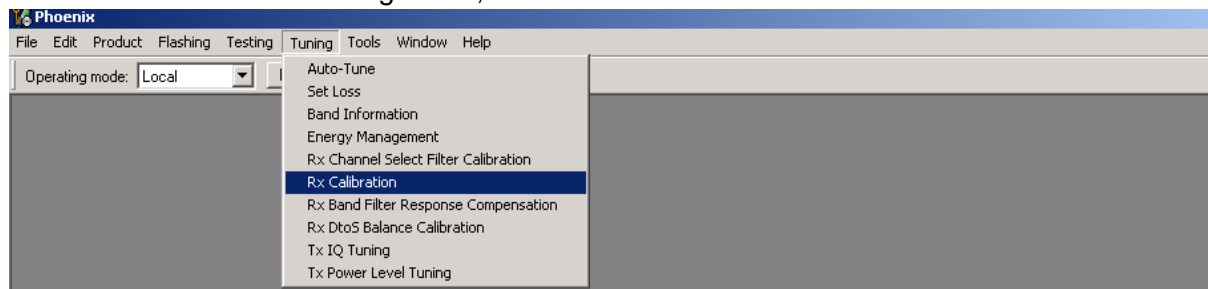 Phoenix
File Edit Product Flashing Testing Tuning Tools Window Help
Operating mode: Local
Auto-Tune
Set Loss
Band Information
Energy Management
Rx Channel Select Filter Calibration
Rx Calibration
Rx Band Filter Response Compensation
Rx DtoS Balance Calibration
Tx IQ Tuning
Tx Power Level Tuning